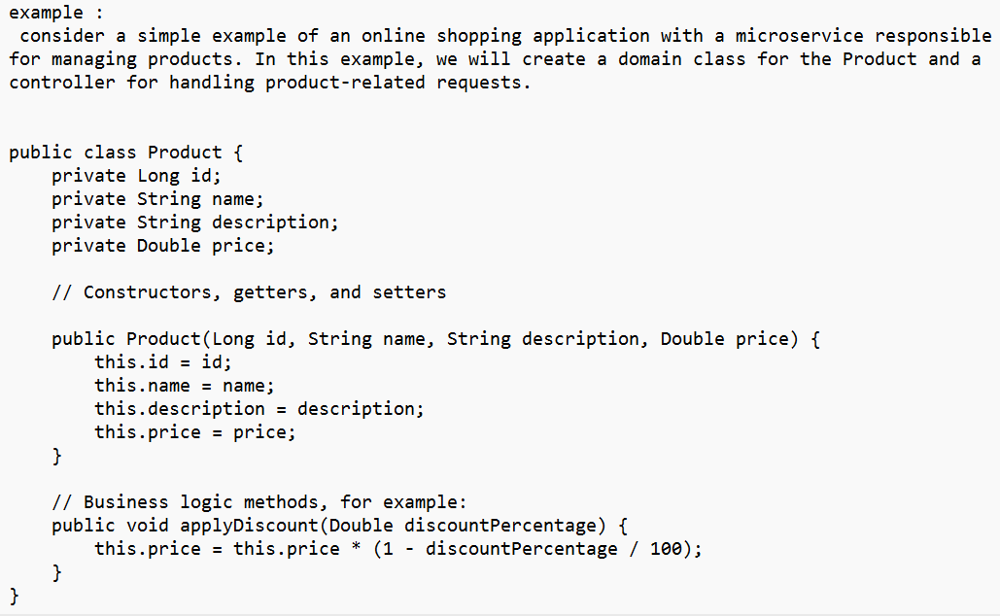 example :
 consider a simple example of an online shopping application with a microservice responsible
for managing products. In this example, we will create a domain class for the Product and a
controller for handling product-related requests.
public class Product {
    private Long id;
    private String name;
    private String description;
    private Double price;
    // Constructors, getters, and setters
    public Product(Long id, String name, String description, Double price) {
        this.id = id;
        this.name = name;
        this.description = description;
        this.price = price;
    }
    // Business logic methods, for example:
    public void applyDiscount(Double discountPercentage) {
        this.price = this.price * (1 - discountPercentage / 100);
    }
}